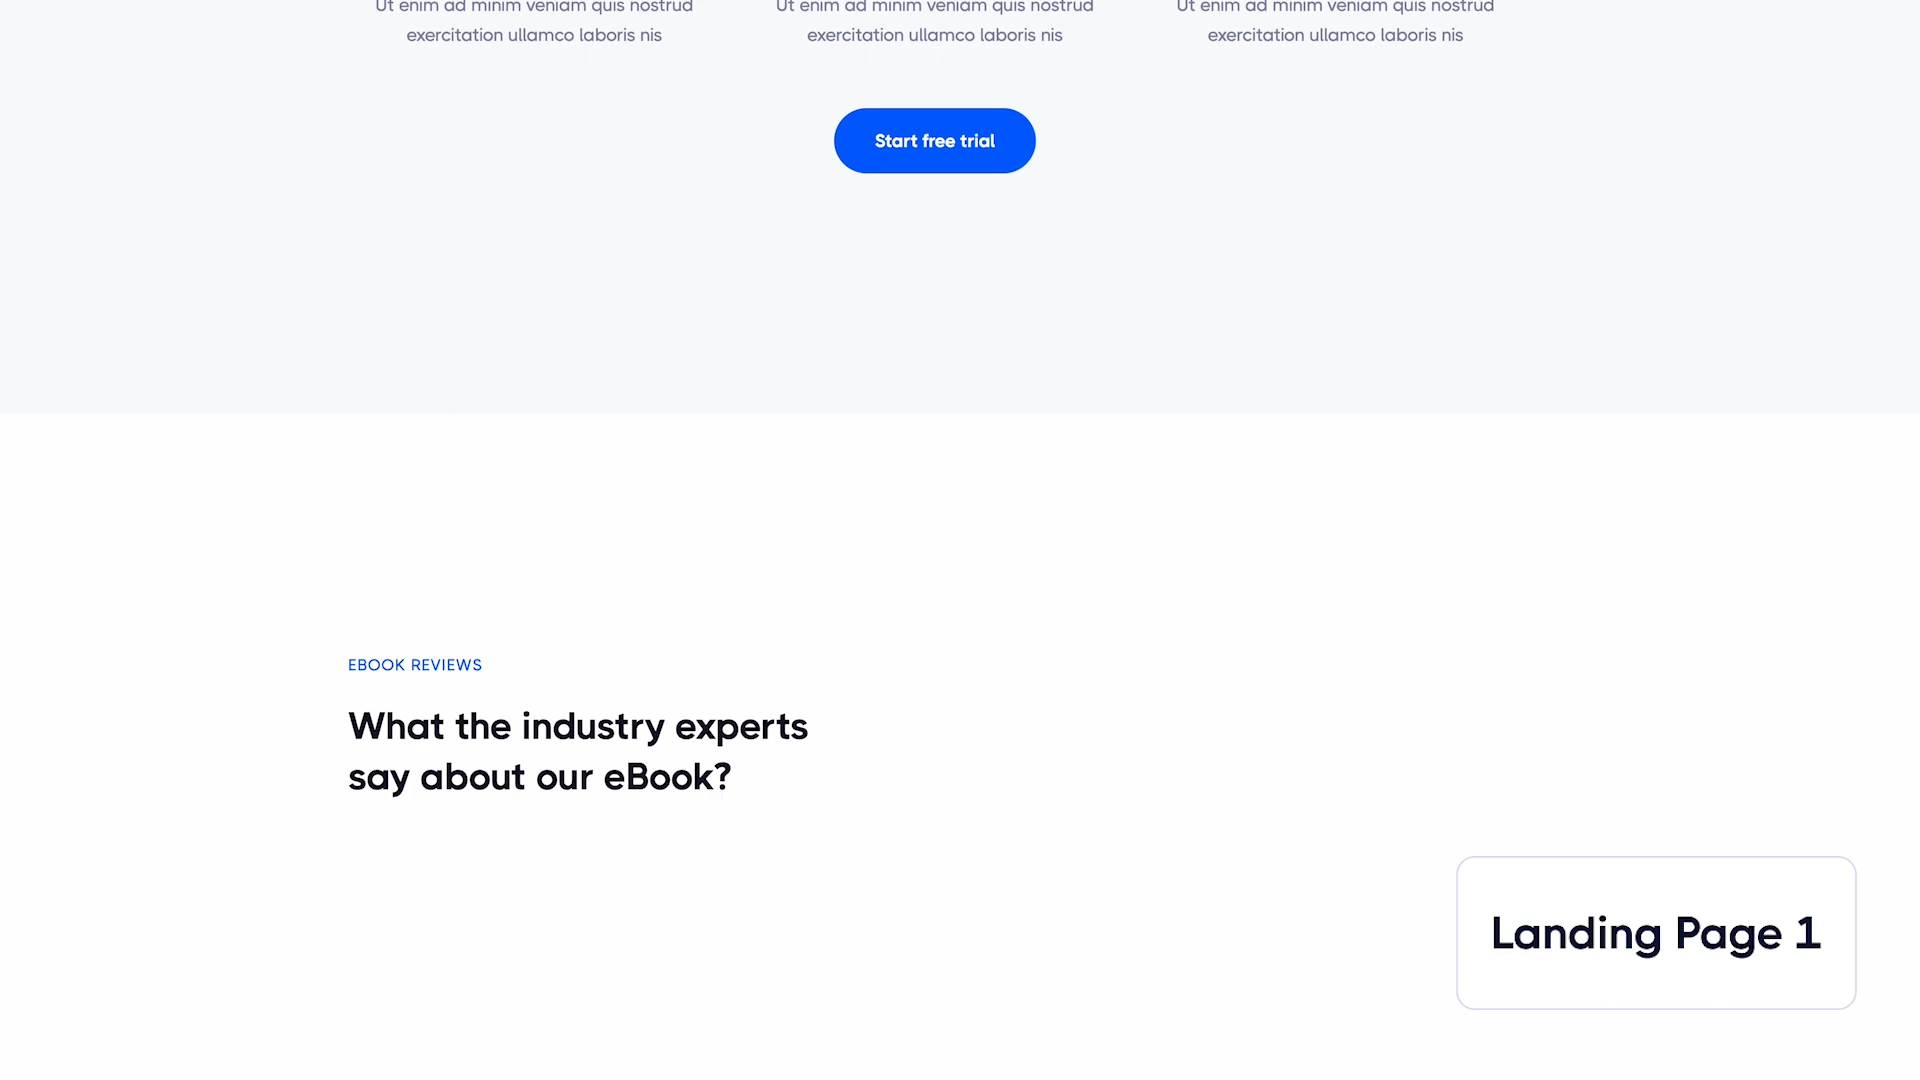 Ut enim ad minim veniam quis nostrud
exercitation ullamco laboris nis
Ut enim ad minim veniam quis nostrud
exercitation ullamco laboris nis
Ut enim ad minim veniam quis nostrud
exercitation ullamco laboris nis
Start free trial
EBOOK REVIEWS
What the industry experts
say about our eBook?
Landing Page 1